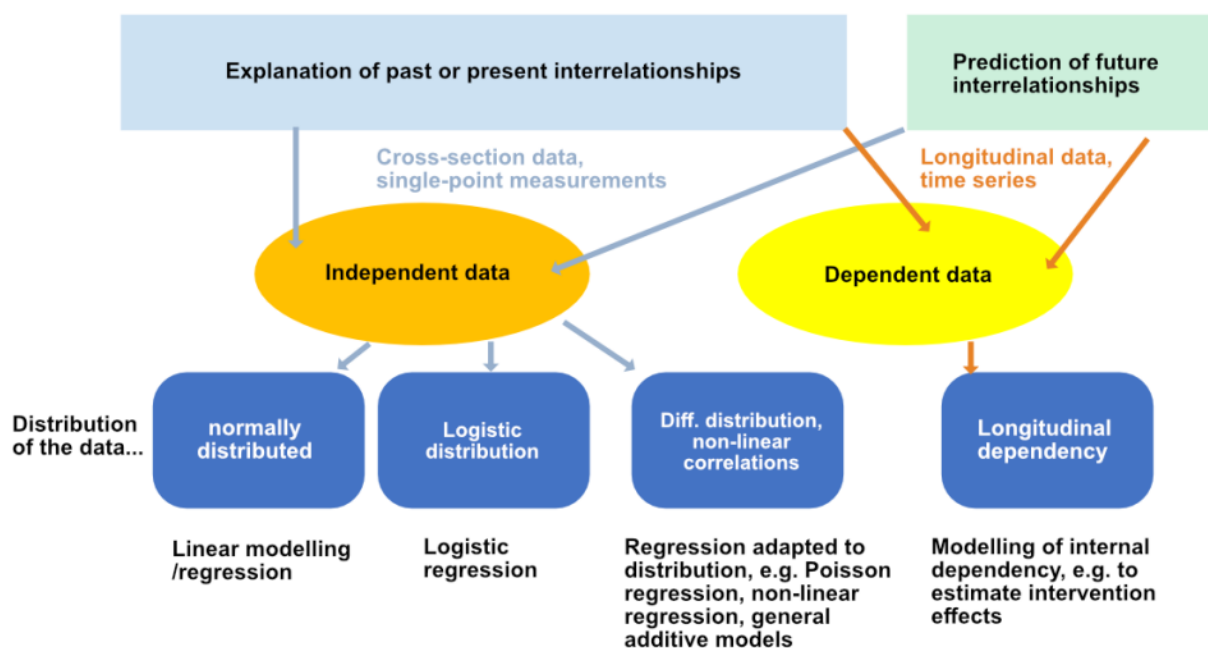 Explanation of past or present interrelationships
Prediction of future
interrelationships
Cross-section data,
single-point measurements
Longitudinal data,
time series
Independent data
Dependent data
Distribution
of the data...
normally
distributed
Logistic
distribution
Diff. distribution,
non-linear
correlations
Longitudinal
dependency
Linear modelling
/regression
Logistic
regression
Regression adapted to
distribution, e.g. Poisson
regression, non-linear
regression, general
additive models
Modelling of internal
dependency, e.g. to
estimate intervention
effects